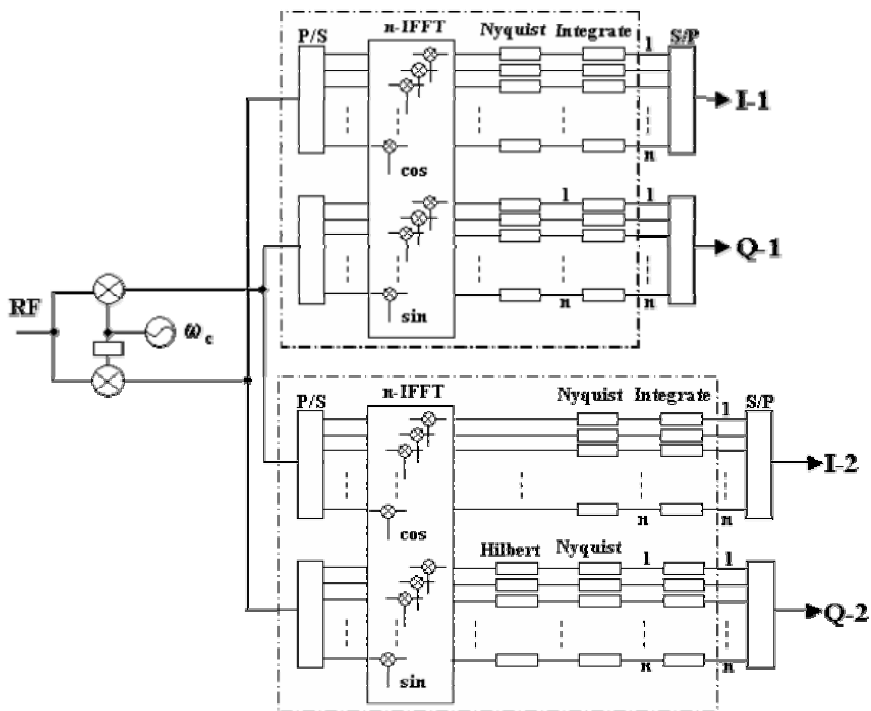 n-IFFT
P/S Nyquist Integrate 1 S/P
I-1
n
cos
1 1
Q-1
n n
sin
RF
ω c
n-IFFT
P/S Nyquist Integrate 1 S/P
I-2
n n
cos
Hilbert Nyquist 1 1
Q-2
n n
sin